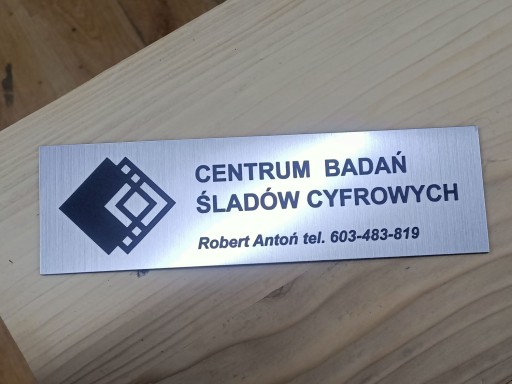 CENTRUM BADAŃ
ŚLADÓW CYFROWYCH
Robert Antoń tel. 603-483-819